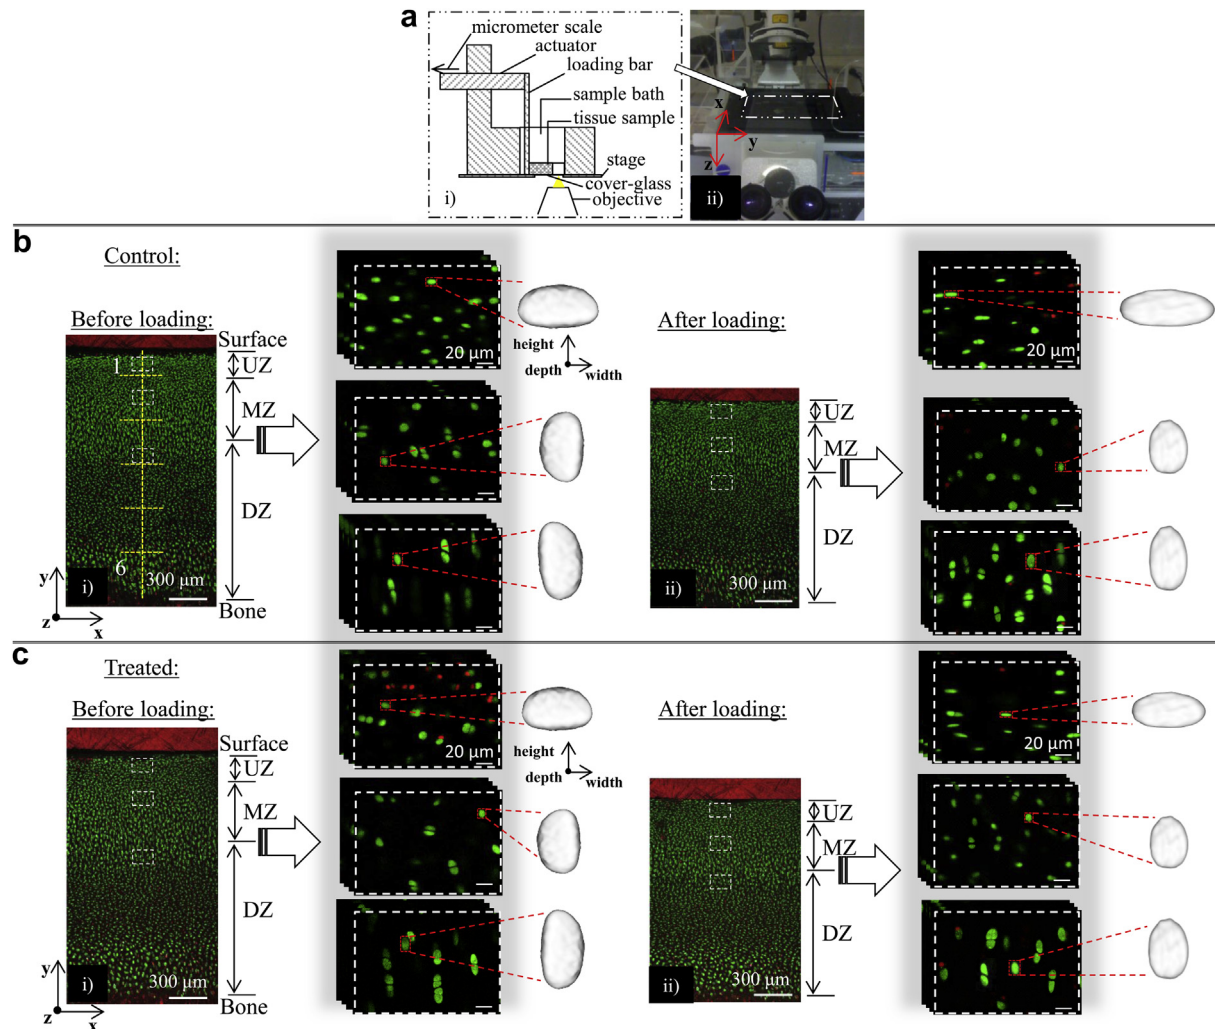 a
micrometer scale
actuator
loading bar
sample bath
tissue sample
stage
cover-glass
objective
i)
x
y
z
ii)
b
Control:
Before loading:
Surface
1
UZ
MZ
DZ
6
300 μm
i)
Bone
y
z
x
20 μm
height
depth
width
After loading:
UZ
MZ
DZ
300 μm
ii)
20 μm
c
Treated:
Before loading:
Surface
UZ
MZ
DZ
300 μm
i)
Bone
y
z
x
20 μm
height
depth
width
After loading:
UZ
MZ
DZ
300 μm
ii)
20 μm